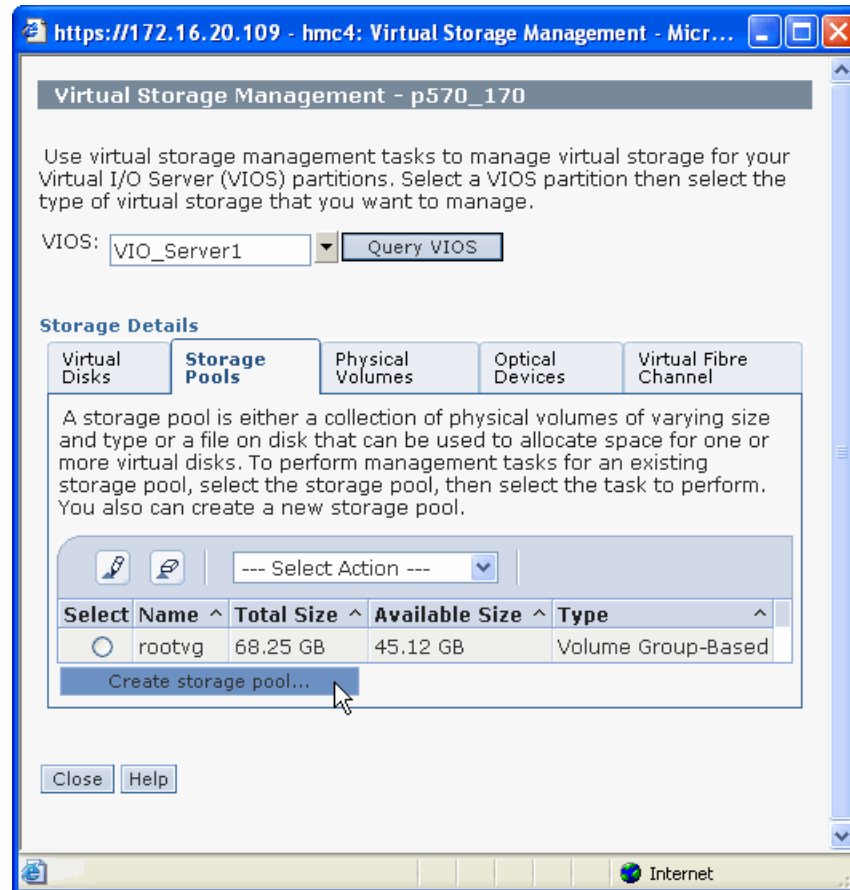 https://172.16.20.109 - hmc4: Virtual Storage Management - Micr...
Virtual Storage Management - p570_170
Use virtual storage management tasks to manage virtual storage for your
Virtual I/O Server (VIOS) partitions. Select a VIOS partition then select the
type of virtual storage that you want to manage.
VIOS: VIO_Server1 Query VIOS
Storage Details
Virtual Disks Storage Pools Physical Volumes Optical Devices Virtual Fibre Channel
A storage pool is either a collection of physical volumes of varying size
and type or a file on disk that can be used to allocate space for one or
more virtual disks. To perform management tasks for an existing
storage pool, select the storage pool, then select the task to perform.
You also can create a new storage pool.
--- Select Action ---
Select Name ^ Total Size ^ Available Size ^ Type ^
rootvg 68.25 GB 45.12 GB Volume Group-Based
Create storage pool...
Close Help
Internet